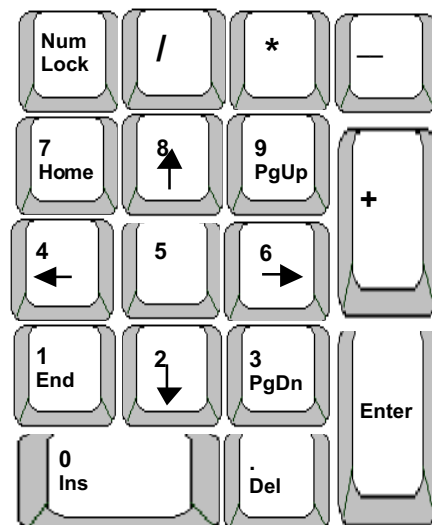 Num
Lock
/
*
—
7
Home
8
9
PgUp
+
4
5
6
1
End
2
3
PgDn
Enter
0
Ins
.
Del